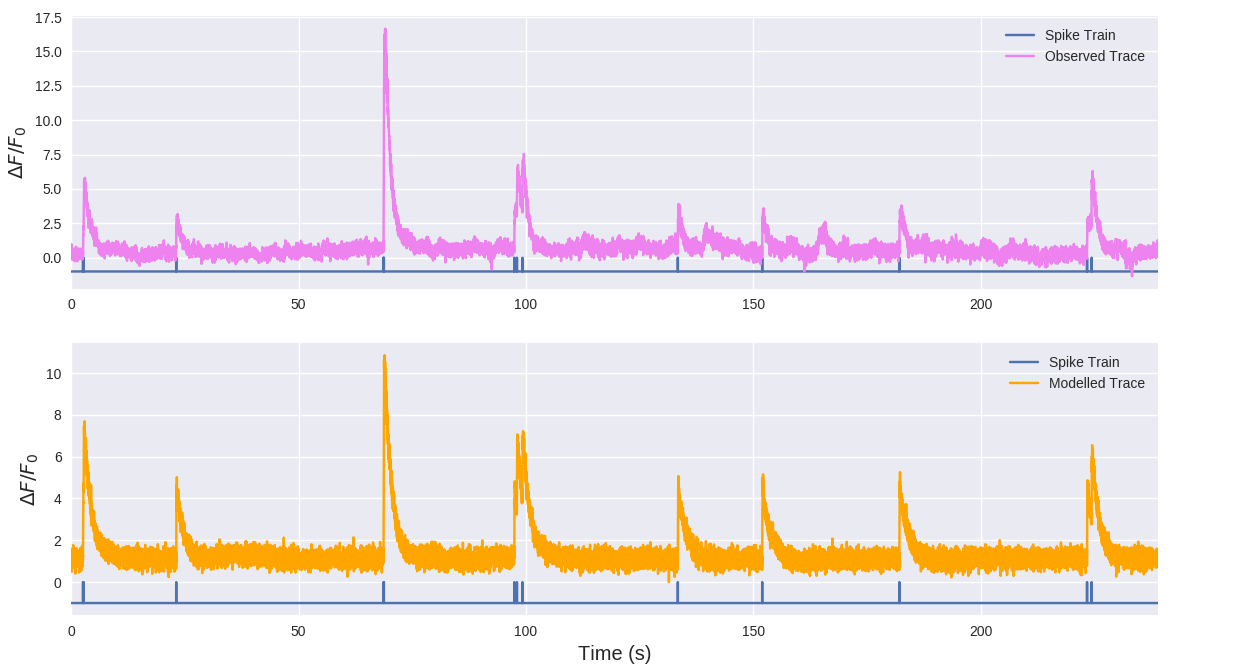 17.5
15.0
12.5
10.0
7.5
5.0
2.5
0.0
ΔF/F₀
Spike Train
Observed Trace
0 50 100 150 200
10
8
6
4
2
0
ΔF/F₀
Spike Train
Modelled Trace
0 50 100 150 200
Time (s)